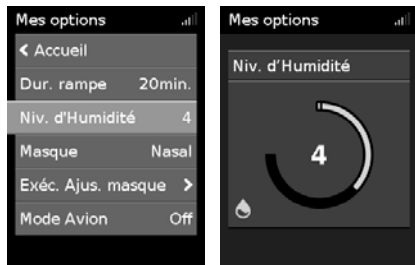 Mes options
< Accueil
Dur. rampe 20min.
Niv. d'Humidité 4
Masque Nasal
Exéc. Ajus. masque >
Mode Avion Off
Mes options
Niv. d'Humidité
4